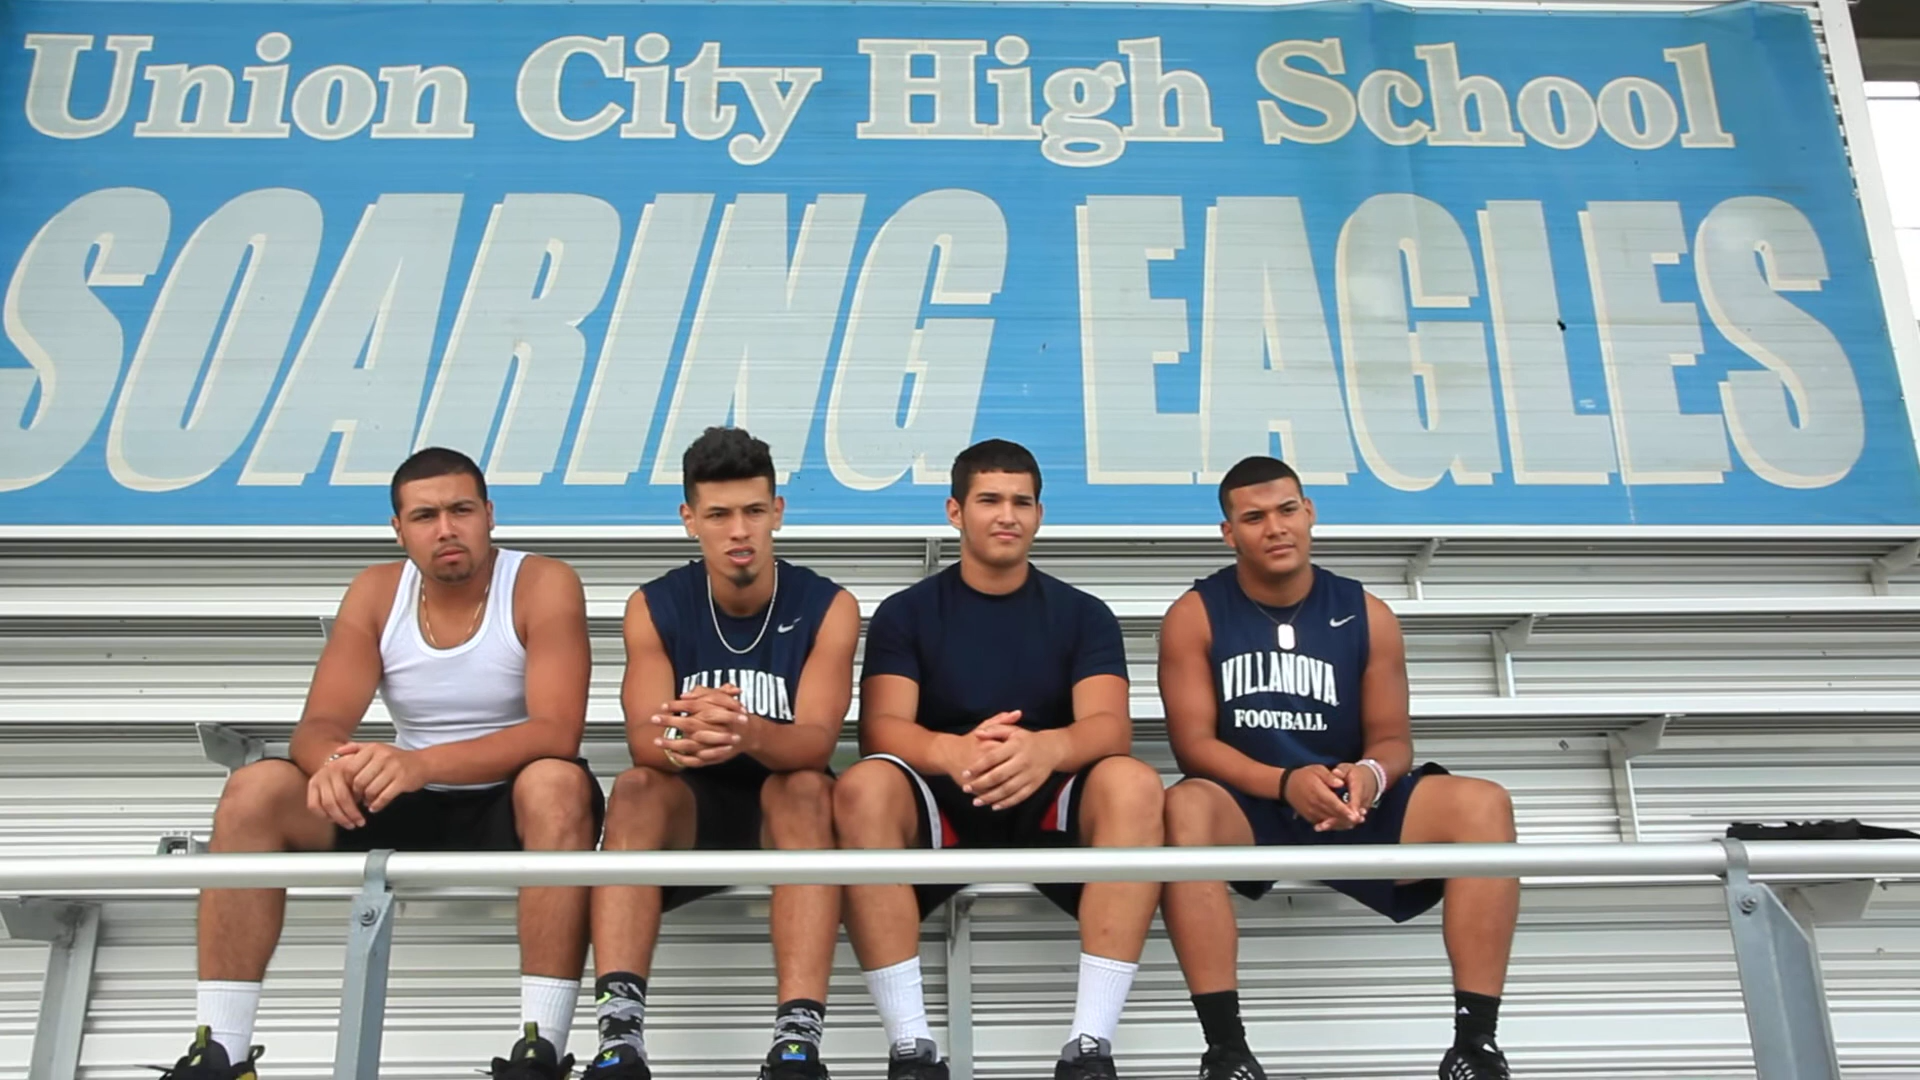 Union City High School
SOARING EAGLES
VILLANOVA
VILLANOVA
FOOTBALL